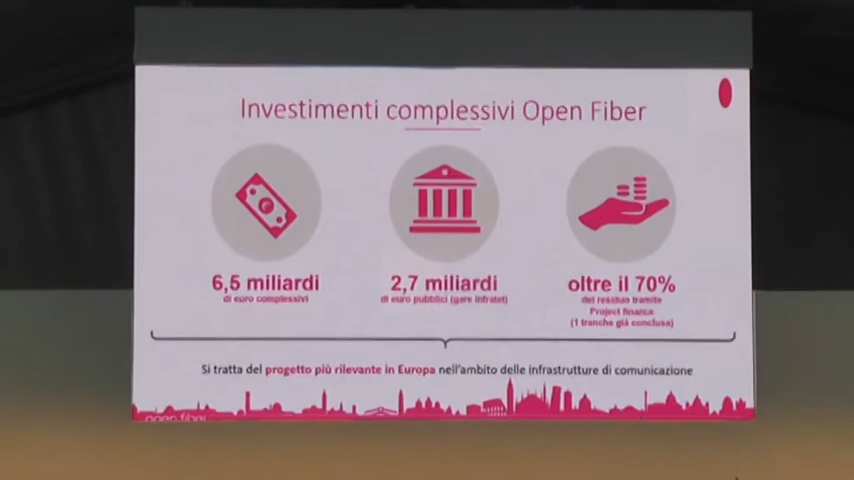 Investimenti complessivi Open Fiber
6,5 miliardi
di euro complessivi
2,7 miliardi
di euro pubblici (gare Infratel)
oltre il 70%
del residuo tramite
Project finance
(1 tranche già conclusa)
Si tratta del progetto più rilevante in Europa nell'ambito delle infrastrutture di comunicazione
open fiber